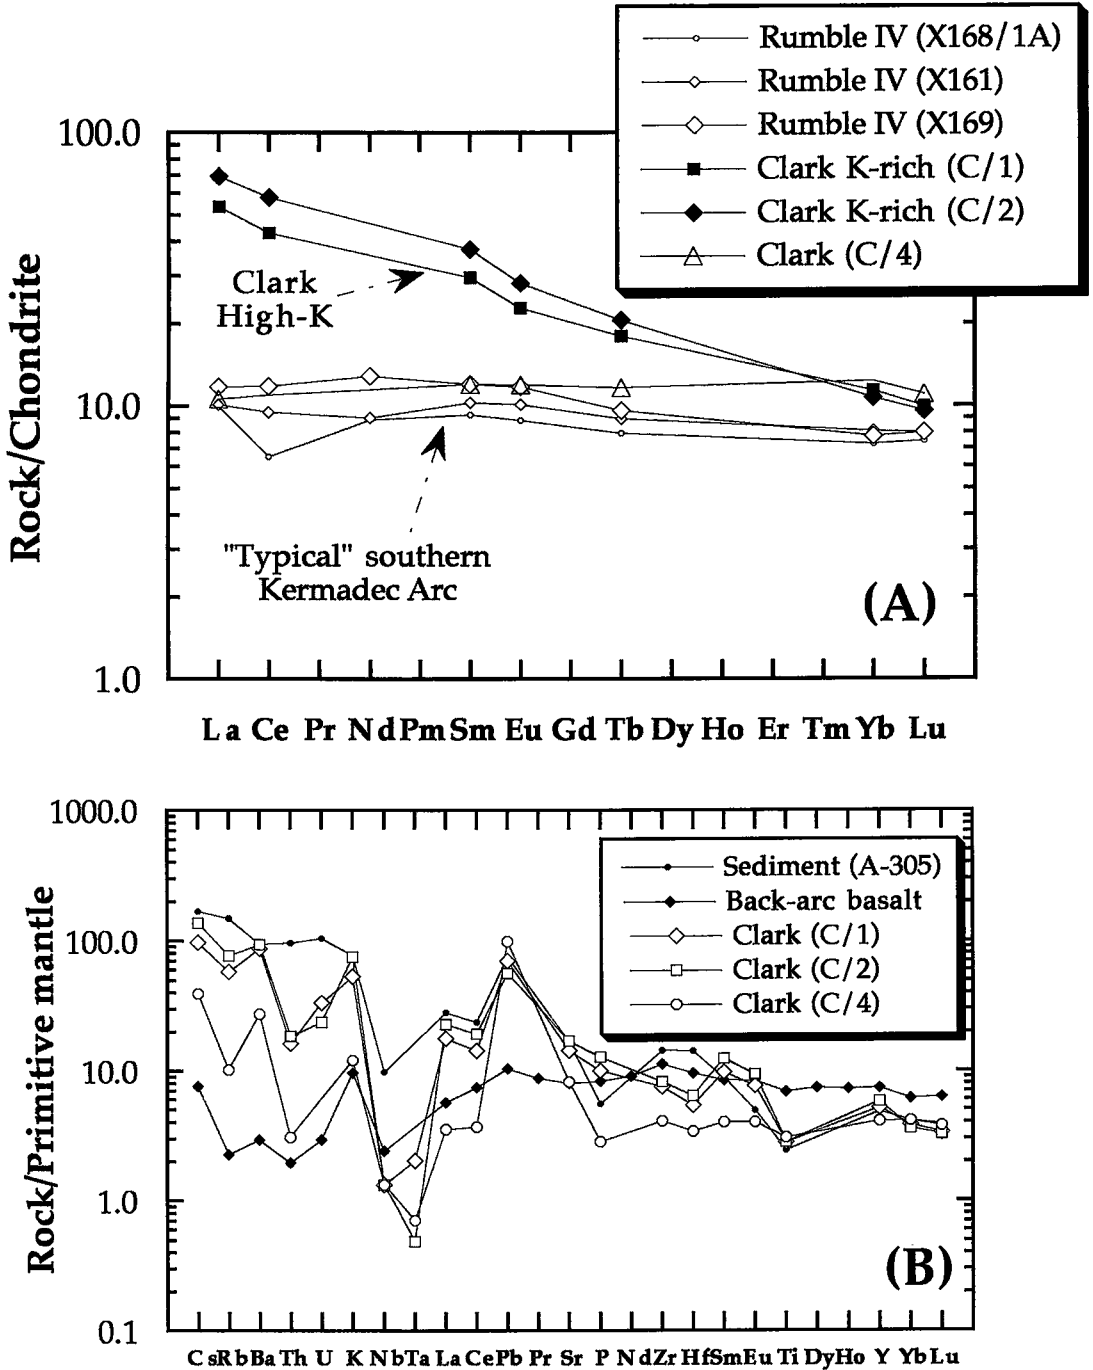 Rumble IV (X168/1A)
Rumble IV (X161)
Rumble IV (X169)
Clark K-rich (C/1)
Clark K-rich (C/2)
Clark (C/4)
100.0
10.0
1.0
Rock/Chondrite
Clark
High-K
"Typical" southern
Kermadec Arc
(A)
La Ce Pr Nd Pm Sm Eu Gd Tb Dy Ho Er Tm Yb Lu
1000.0
100.0
10.0
1.0
0.1
Rock/Primitive mantle
Sediment (A-305)
Back-arc basalt
Clark (C/1)
Clark (C/2)
Clark (C/4)
(B)
Cs Rb Ba Th U K Nb Ta La Ce Pb Pr Sr P Nd Zr Hf Sm Eu Ti Dy Ho Y Yb Lu